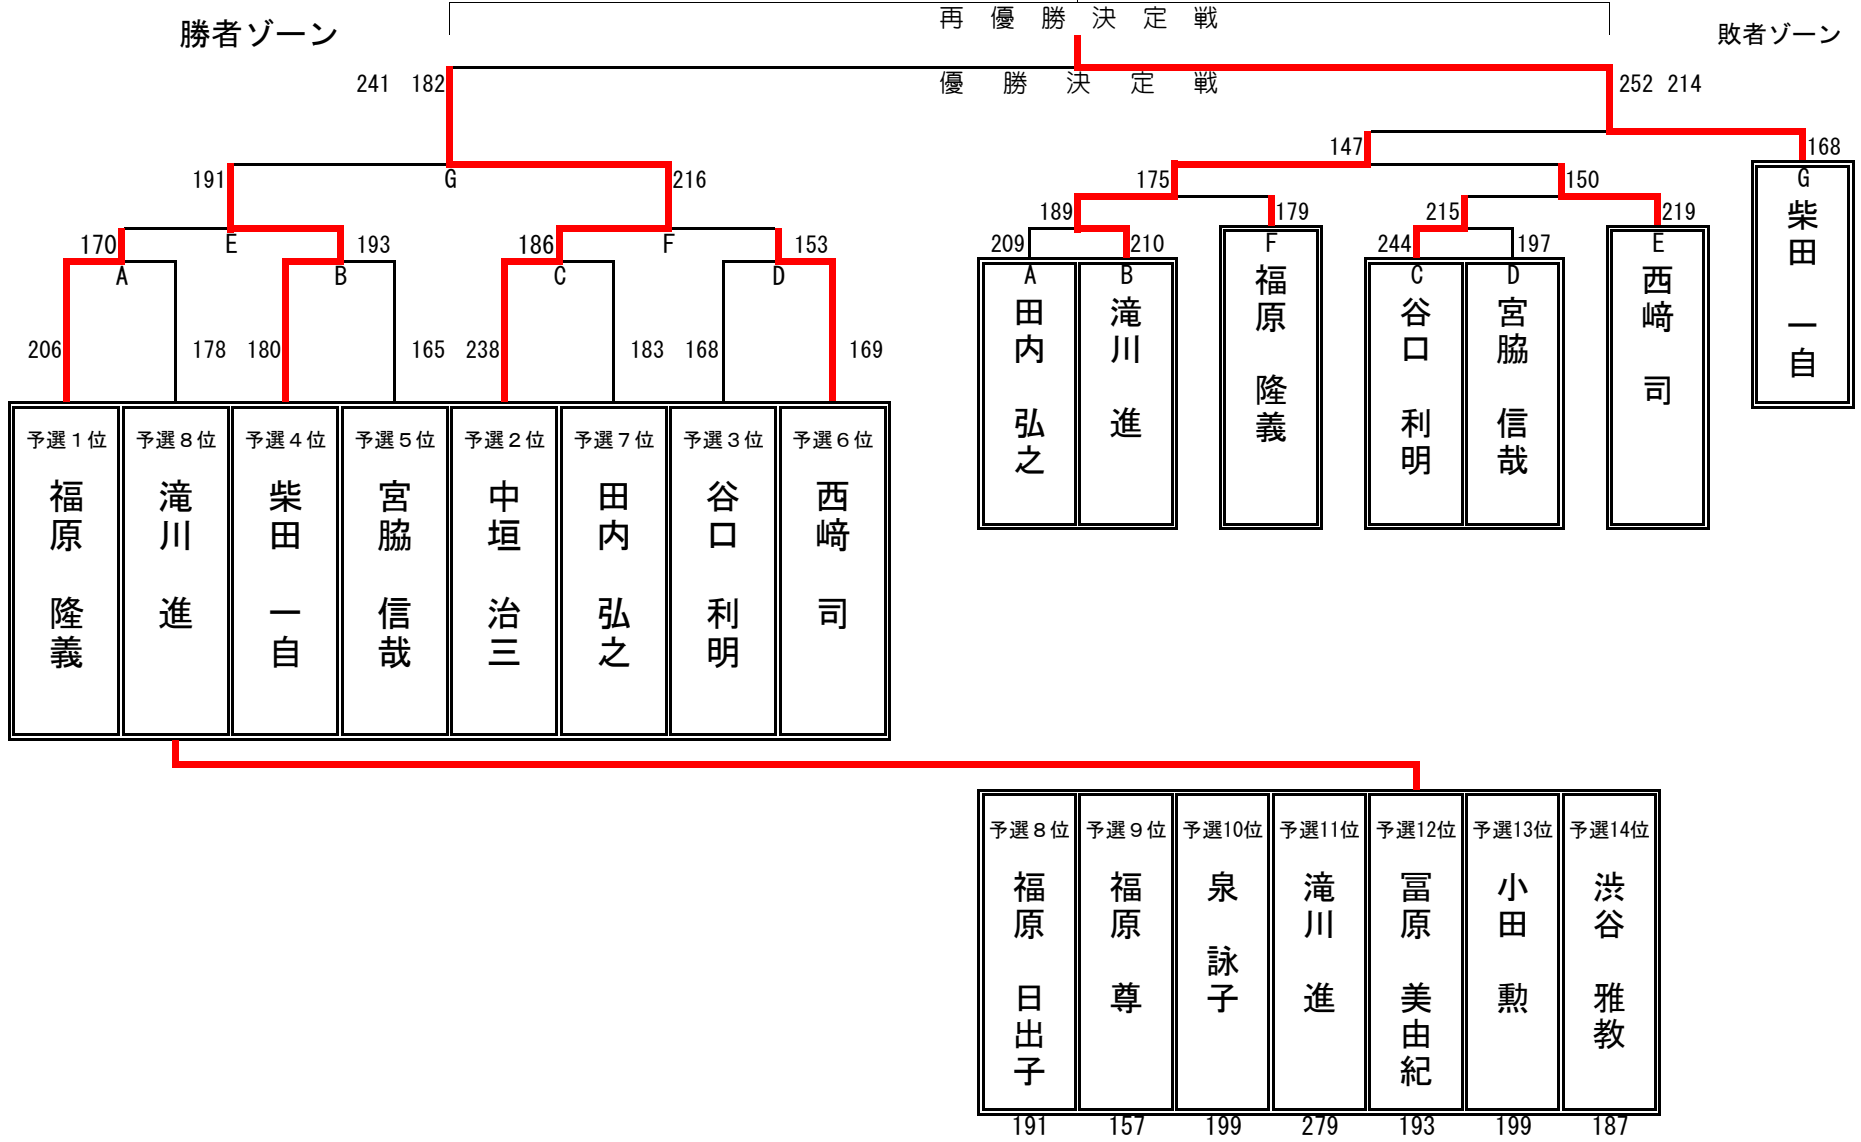 再優勝決定戦
勝者ゾーン
敗者ゾーン
241 182
優勝決定戦
252 214
147
168
191
G
216
175
150
G
柴田 一自
189
179
215
219
170
E
193
186
F
153
209
210
F
244
197
E
A
B
C
D
A
B
C
D
田内 弘之
滝川 進
福原 隆義
谷口 利明
宮脇 信哉
西﨑 司
206
178
180
165
238
183
168
169
予選1位
予選8位
予選4位
予選5位
予選2位
予選7位
予選3位
予選6位
福原 隆義
滝川 進
柴田 一自
宮脇 信哉
中垣 治三
田内 弘之
谷口 利明
西﨑 司
予選8位
予選9位
予選10位
予選11位
予選12位
予選13位
予選14位
福原 日出子
福原 尊
泉 詠子
滝川 進
冨原 美由紀
小田 勲
渋谷 雅教
191
157
199
279
193
199
187